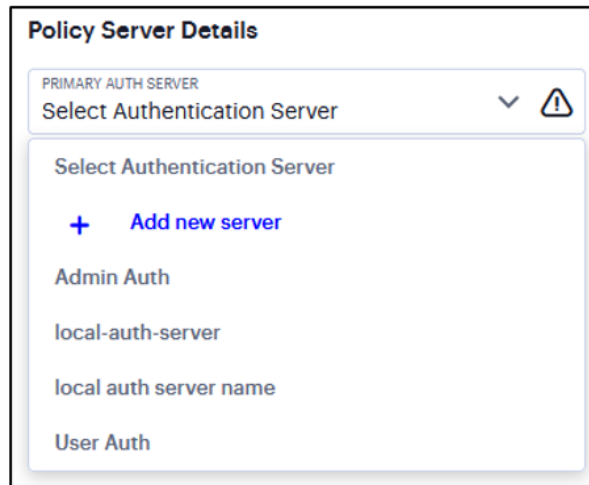 Policy Server Details
PRIMARY AUTH SERVER
Select Authentication Server
Select Authentication Server
+ Add new server
Admin Auth
local-auth-server
local auth server name
User Auth